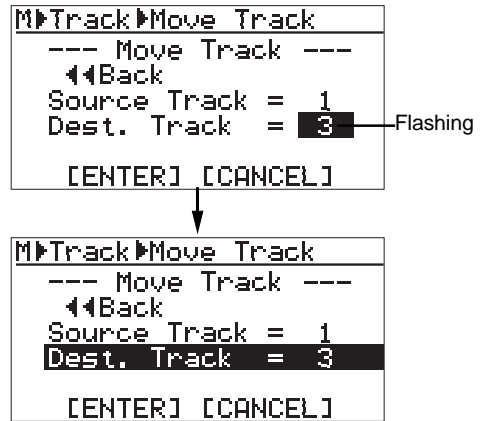 M▶Track▶Move Track
--- Move Track ---
◀◀Back
Source Track = 1
Dest. Track = 3
Flashing
[ENTER] [CANCEL]
M▶Track▶Move Track
--- Move Track ---
◀◀Back
Source Track = 1
Dest. Track = 3
[ENTER] [CANCEL]